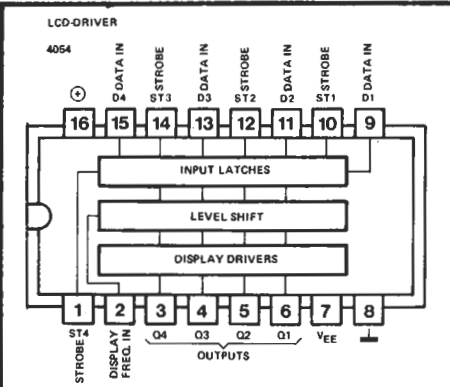 LCD-DRIVER
4054
⊕
DATA IN
D4
STROBE
ST3
DATA IN
D3
STROBE
ST2
DATA IN
D2
STROBE
ST1
DATA IN
D1
16 15 14 13 12 11 10 9
INPUT LATCHES
LEVEL SHIFT
DISPLAY DRIVERS
1 2 3 4 5 6 7 8
ST4
STROBE
DISPLAY
FREQ. IN
Q4 Q3 Q2 Q1 VEE
OUTPUTS